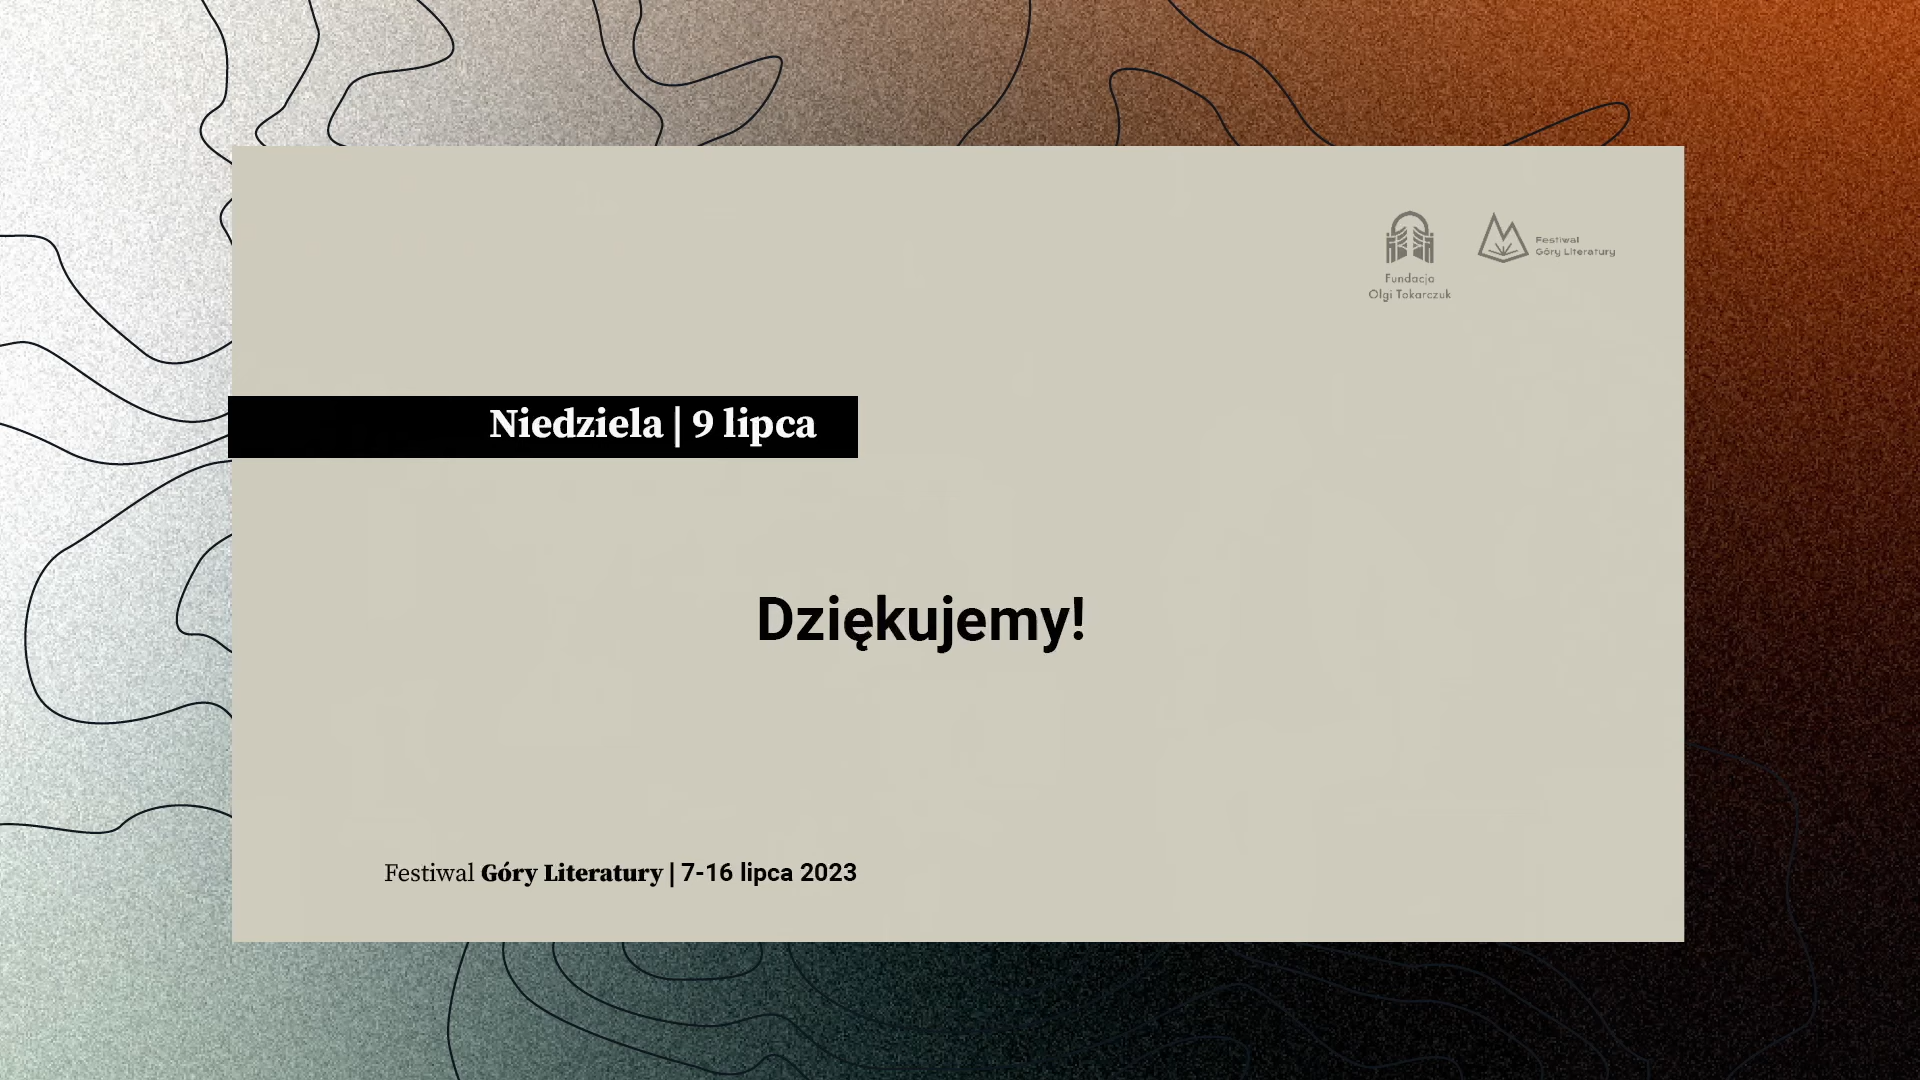 Fundacja
Olgi Tokarczuk
Festiwal
Góry Literatury
Niedziela | 9 lipca
Dziękujemy!
Festiwal Góry Literatury | 7-16 lipca 2023